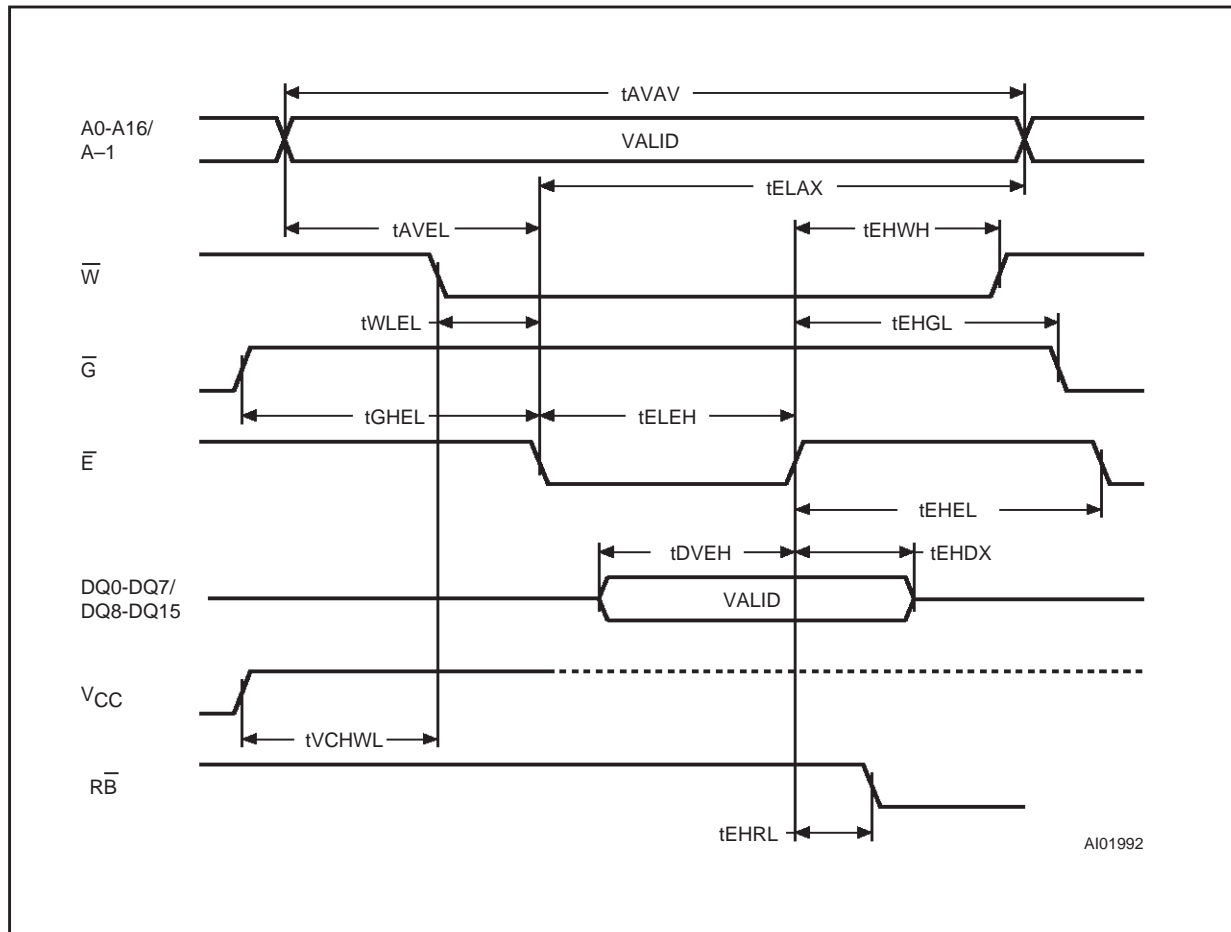 tAVAV
A0-A16/
A–1
VALID
tELAX
tAVEL
tEHWH
W̅
tWLEL
tEHGL
G̅
tGHEL
tELEH
E̅
tEHEL
tDVEH
tEHDX
DQ0-DQ7/
DQ8-DQ15
VALID
VCC
tVCHWL
RB̅
tEHRL
AI01992